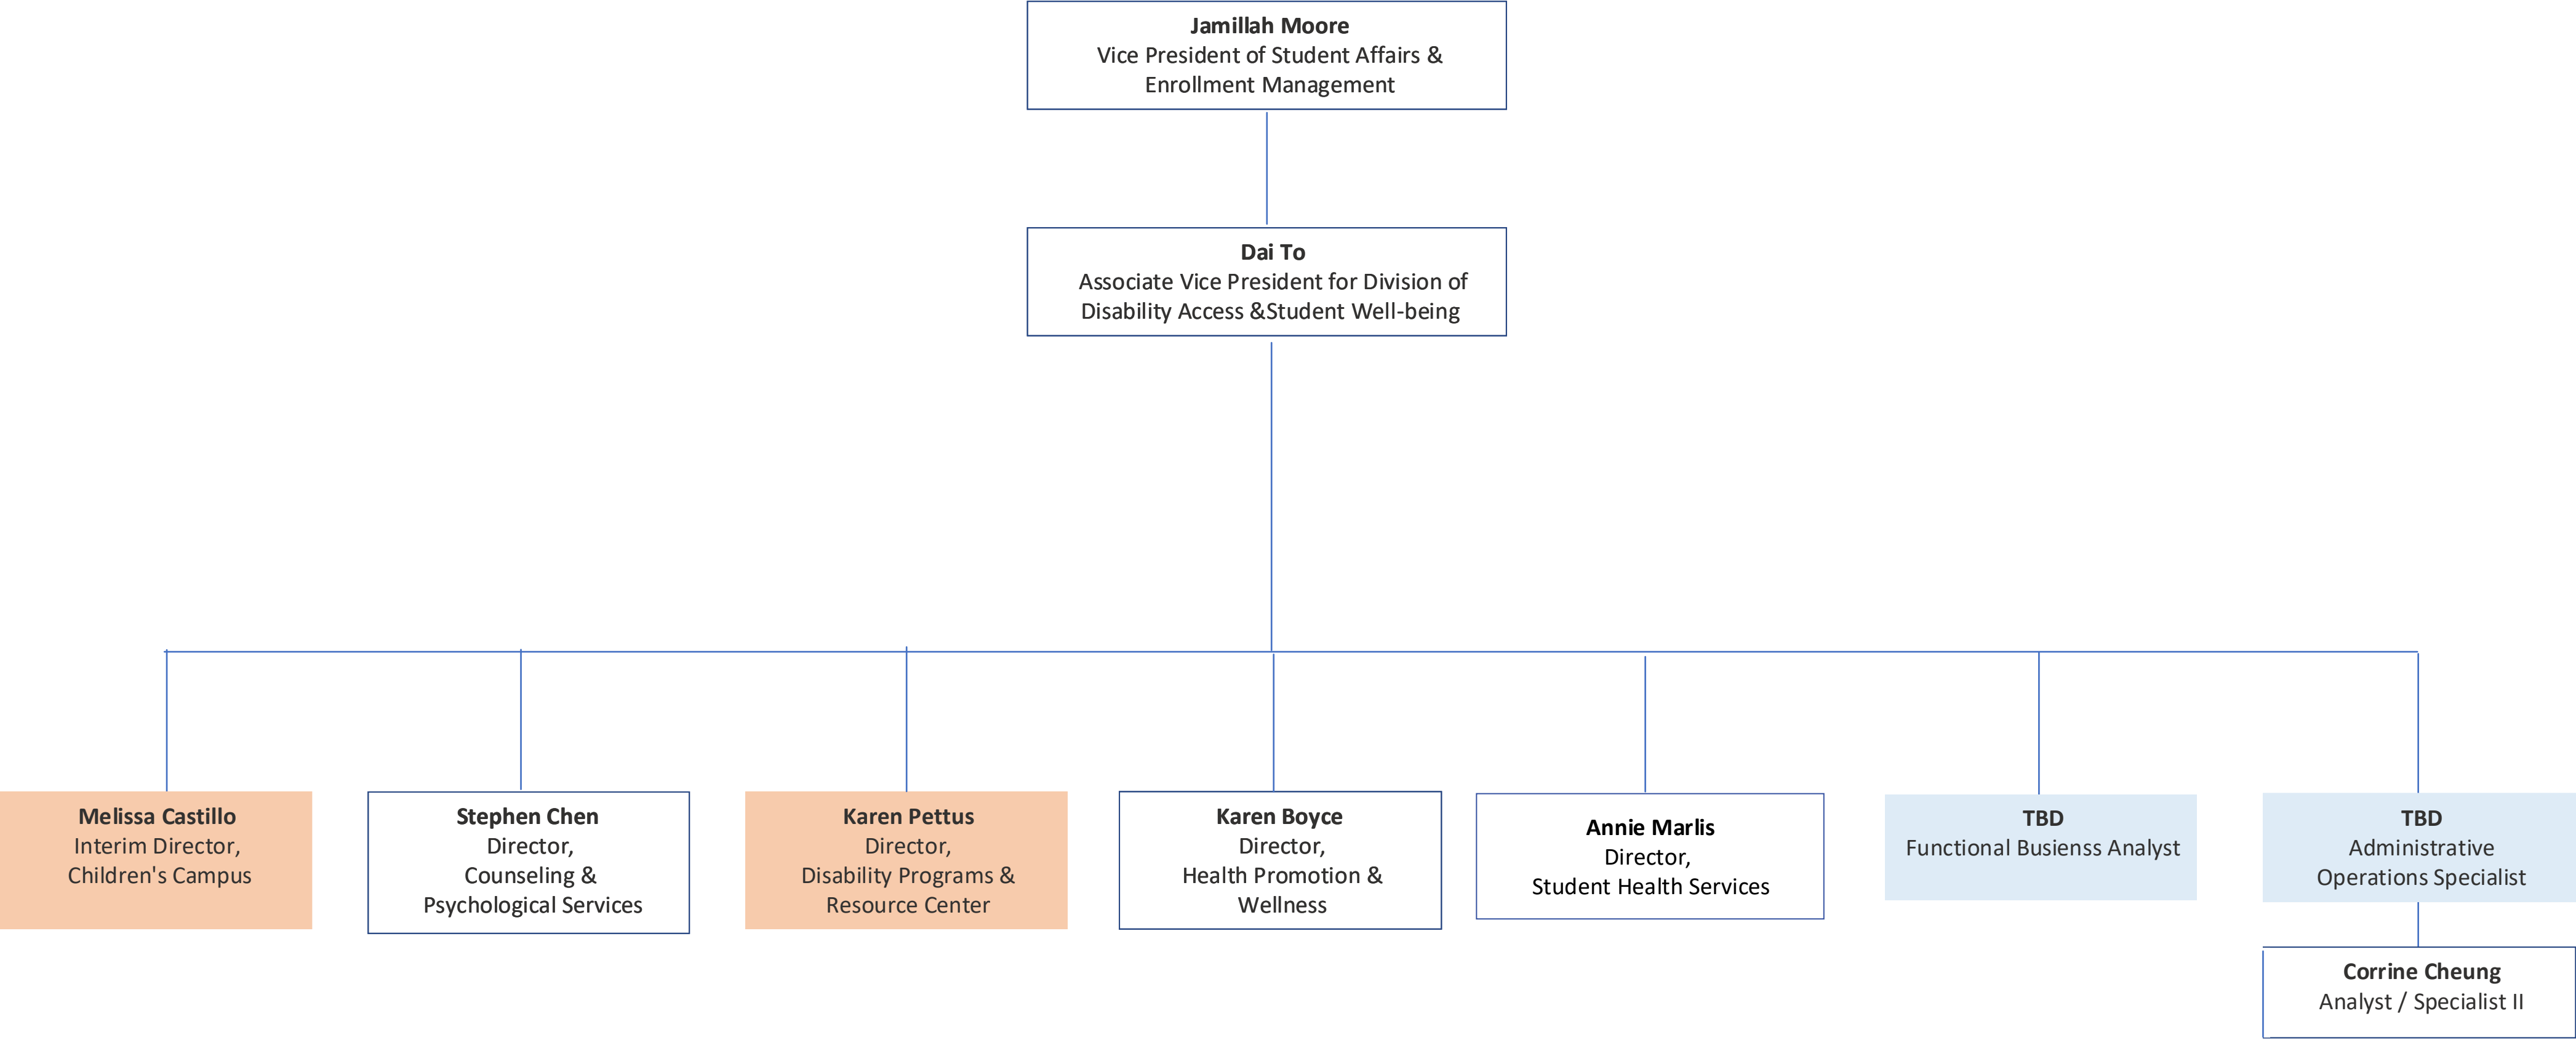 Jamillah Moore
Vice President of Student Affairs &
Enrollment Management
Dai To
Associate Vice President for Division of
Disability Access &Student Well-being
Melissa Castillo
Interim Director,
Children's Campus
Stephen Chen
Director,
Counseling &
Psychological Services
Karen Pettus
Director,
Disability Programs &
Resource Center
Karen Boyce
Director,
Health Promotion &
Wellness
Annie Marlis
Director,
Student Health Services
TBD
Functional Busienss Analyst
TBD
Administrative
Operations Specialist
Corrine Cheung
Analyst / Specialist II